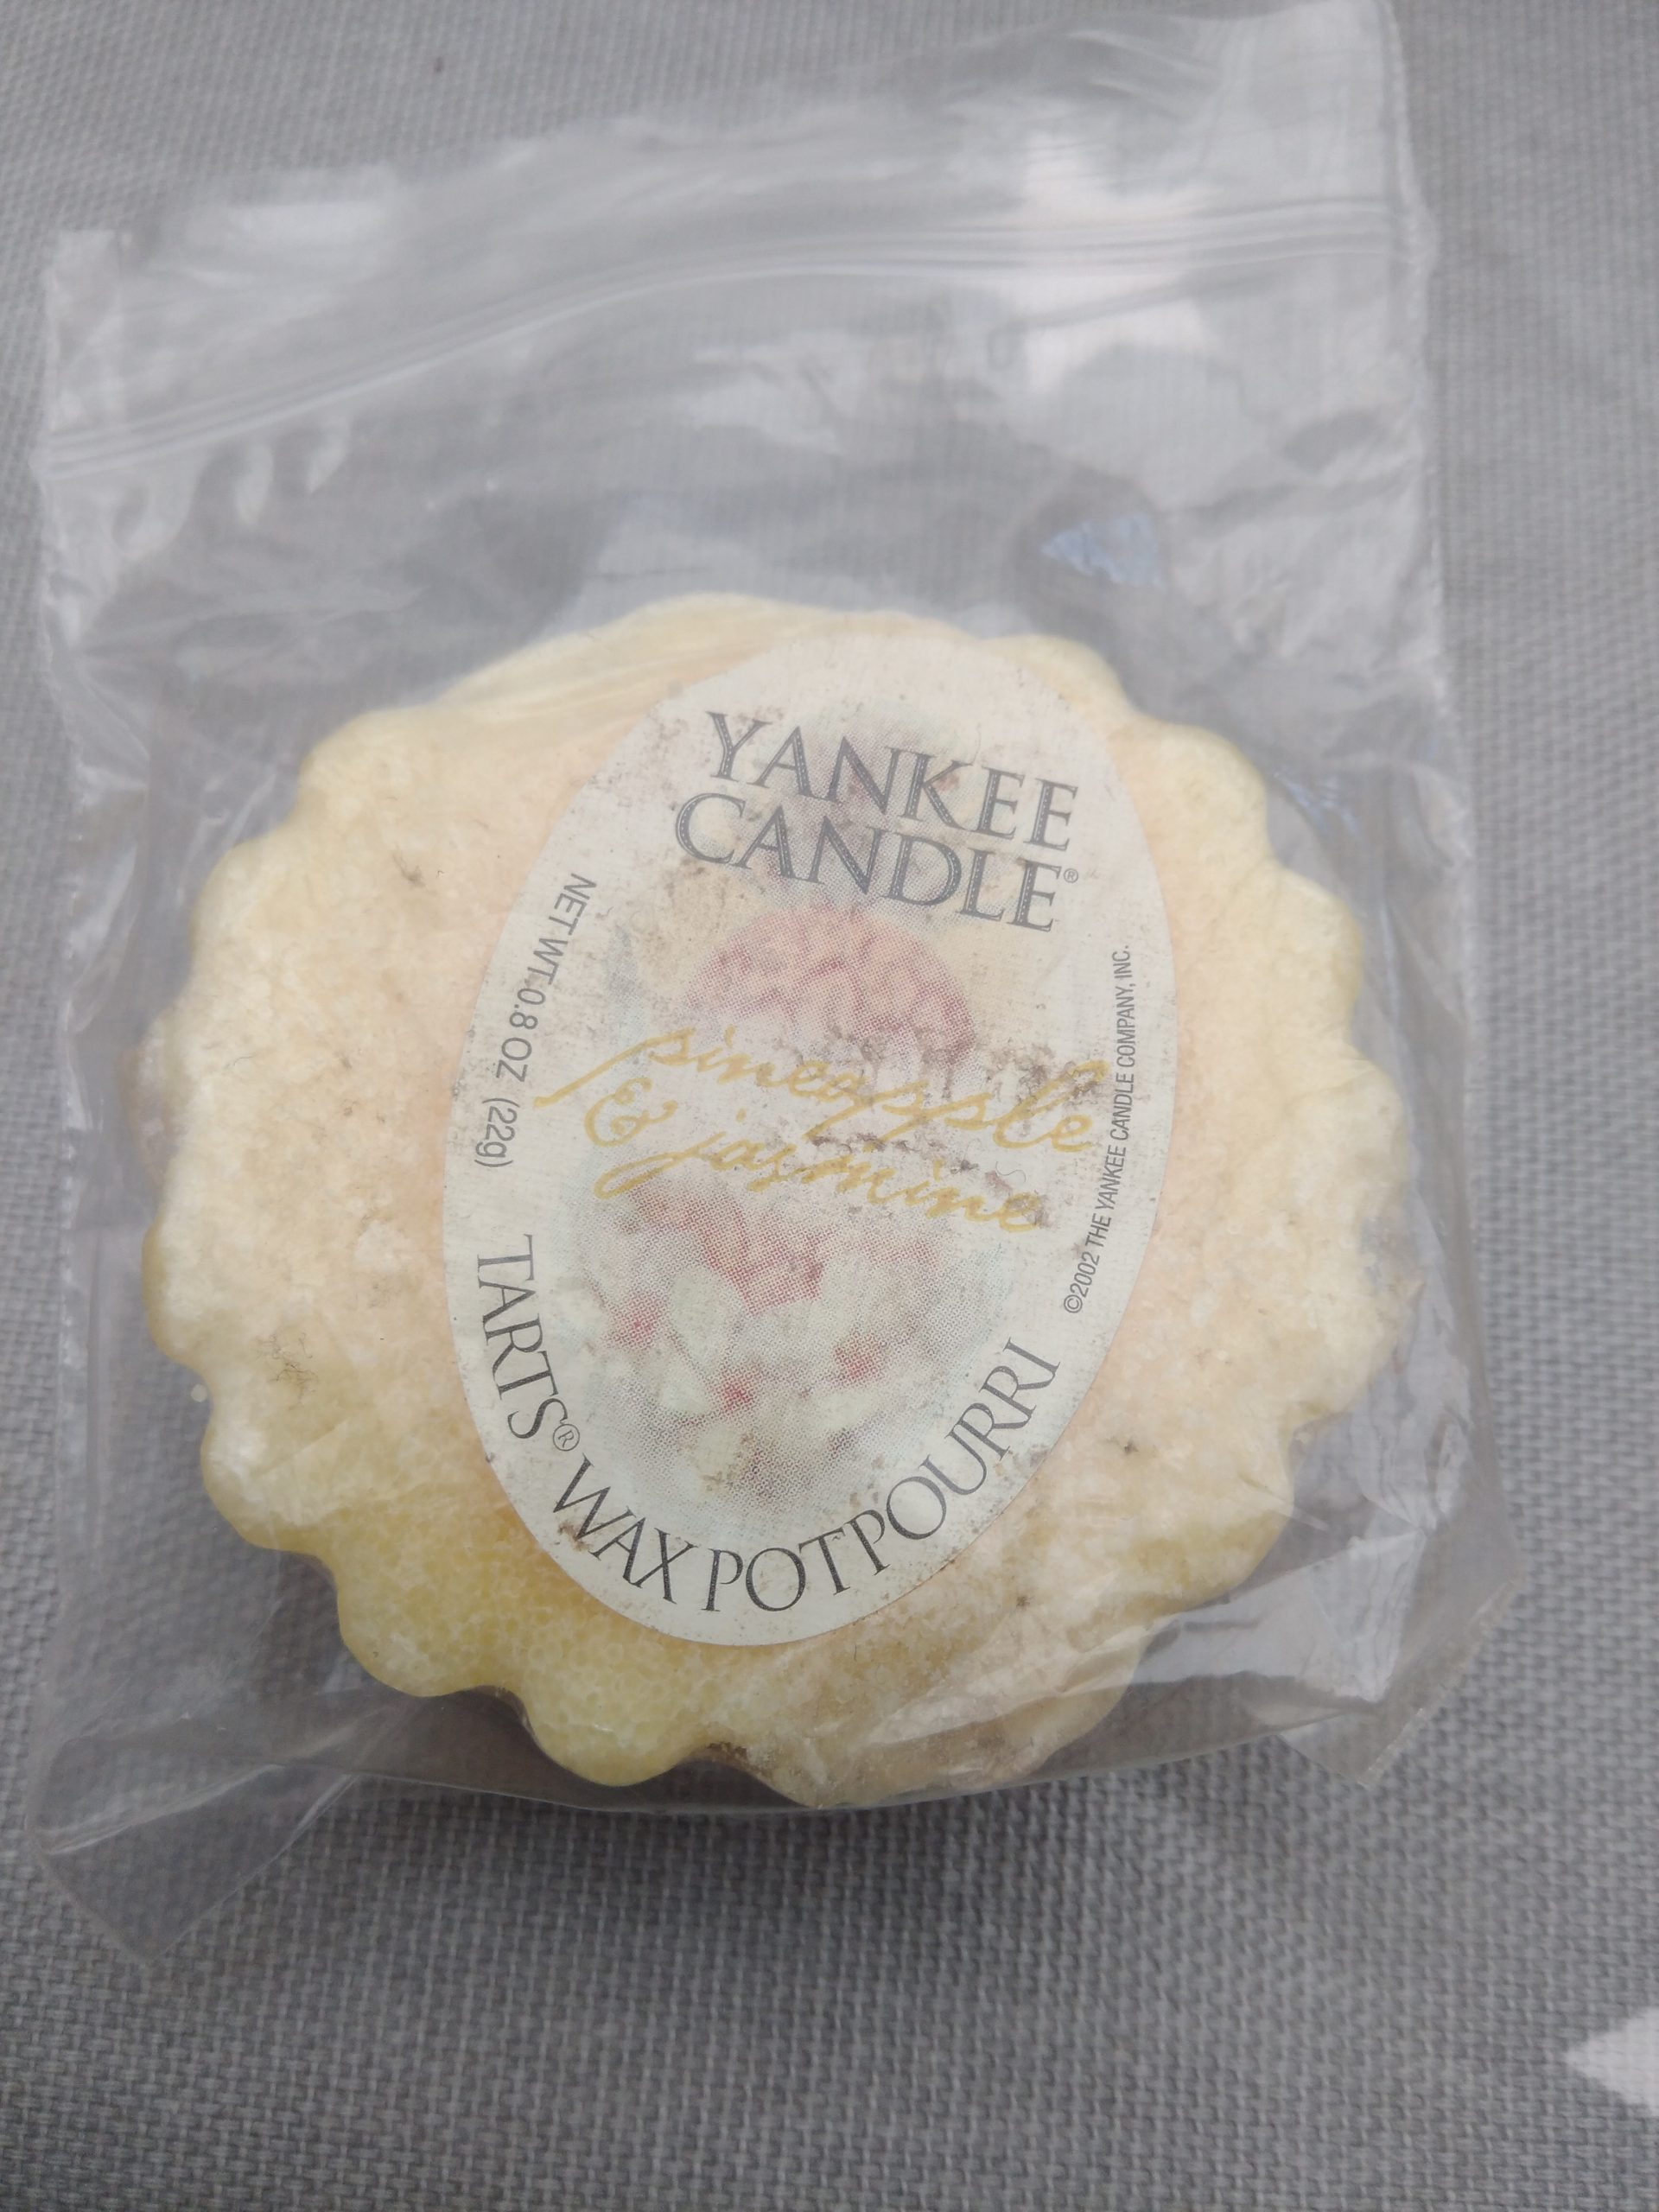 YANKEE
CANDLE®
pineapple
& jasmine
NET WT. 0.8 OZ (22g)
©2002 THE YANKEE CANDLE COMPANY, INC.
TARTS® WAX POTPOURRI